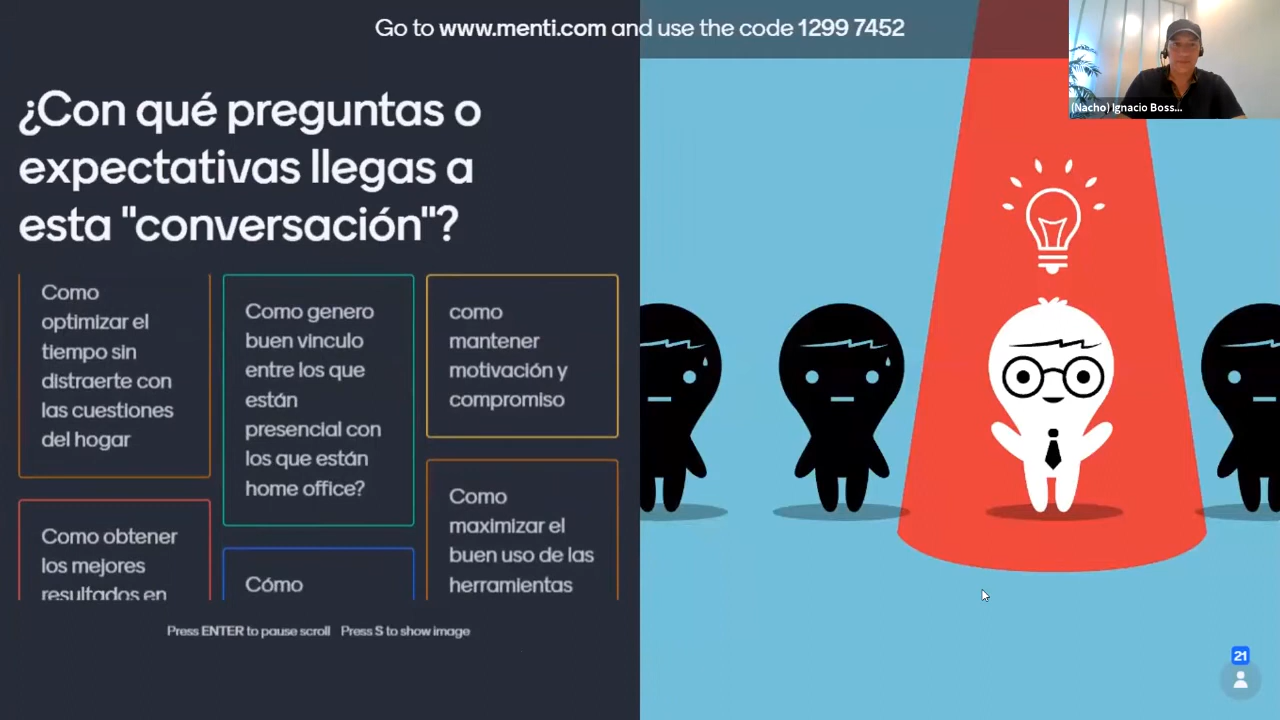 Go to www.menti.com and use the code 1299 7452
(Nacho) Ignacio Boss...
¿Con qué preguntas o
expectativas llegas a
esta "conversación"?
Como
optimizar el
tiempo sin
distraerte con
las cuestiones
del hogar
Como obtener
los mejores
resultados en
Como genero
buen vinculo
entre los que
están
presencial con
los que están
home office?
Cómo
como
mantener
motivación y
compromiso
Como
maximizar el
buen uso de las
herramientas
Press ENTER to pause scroll Press S to show image
21